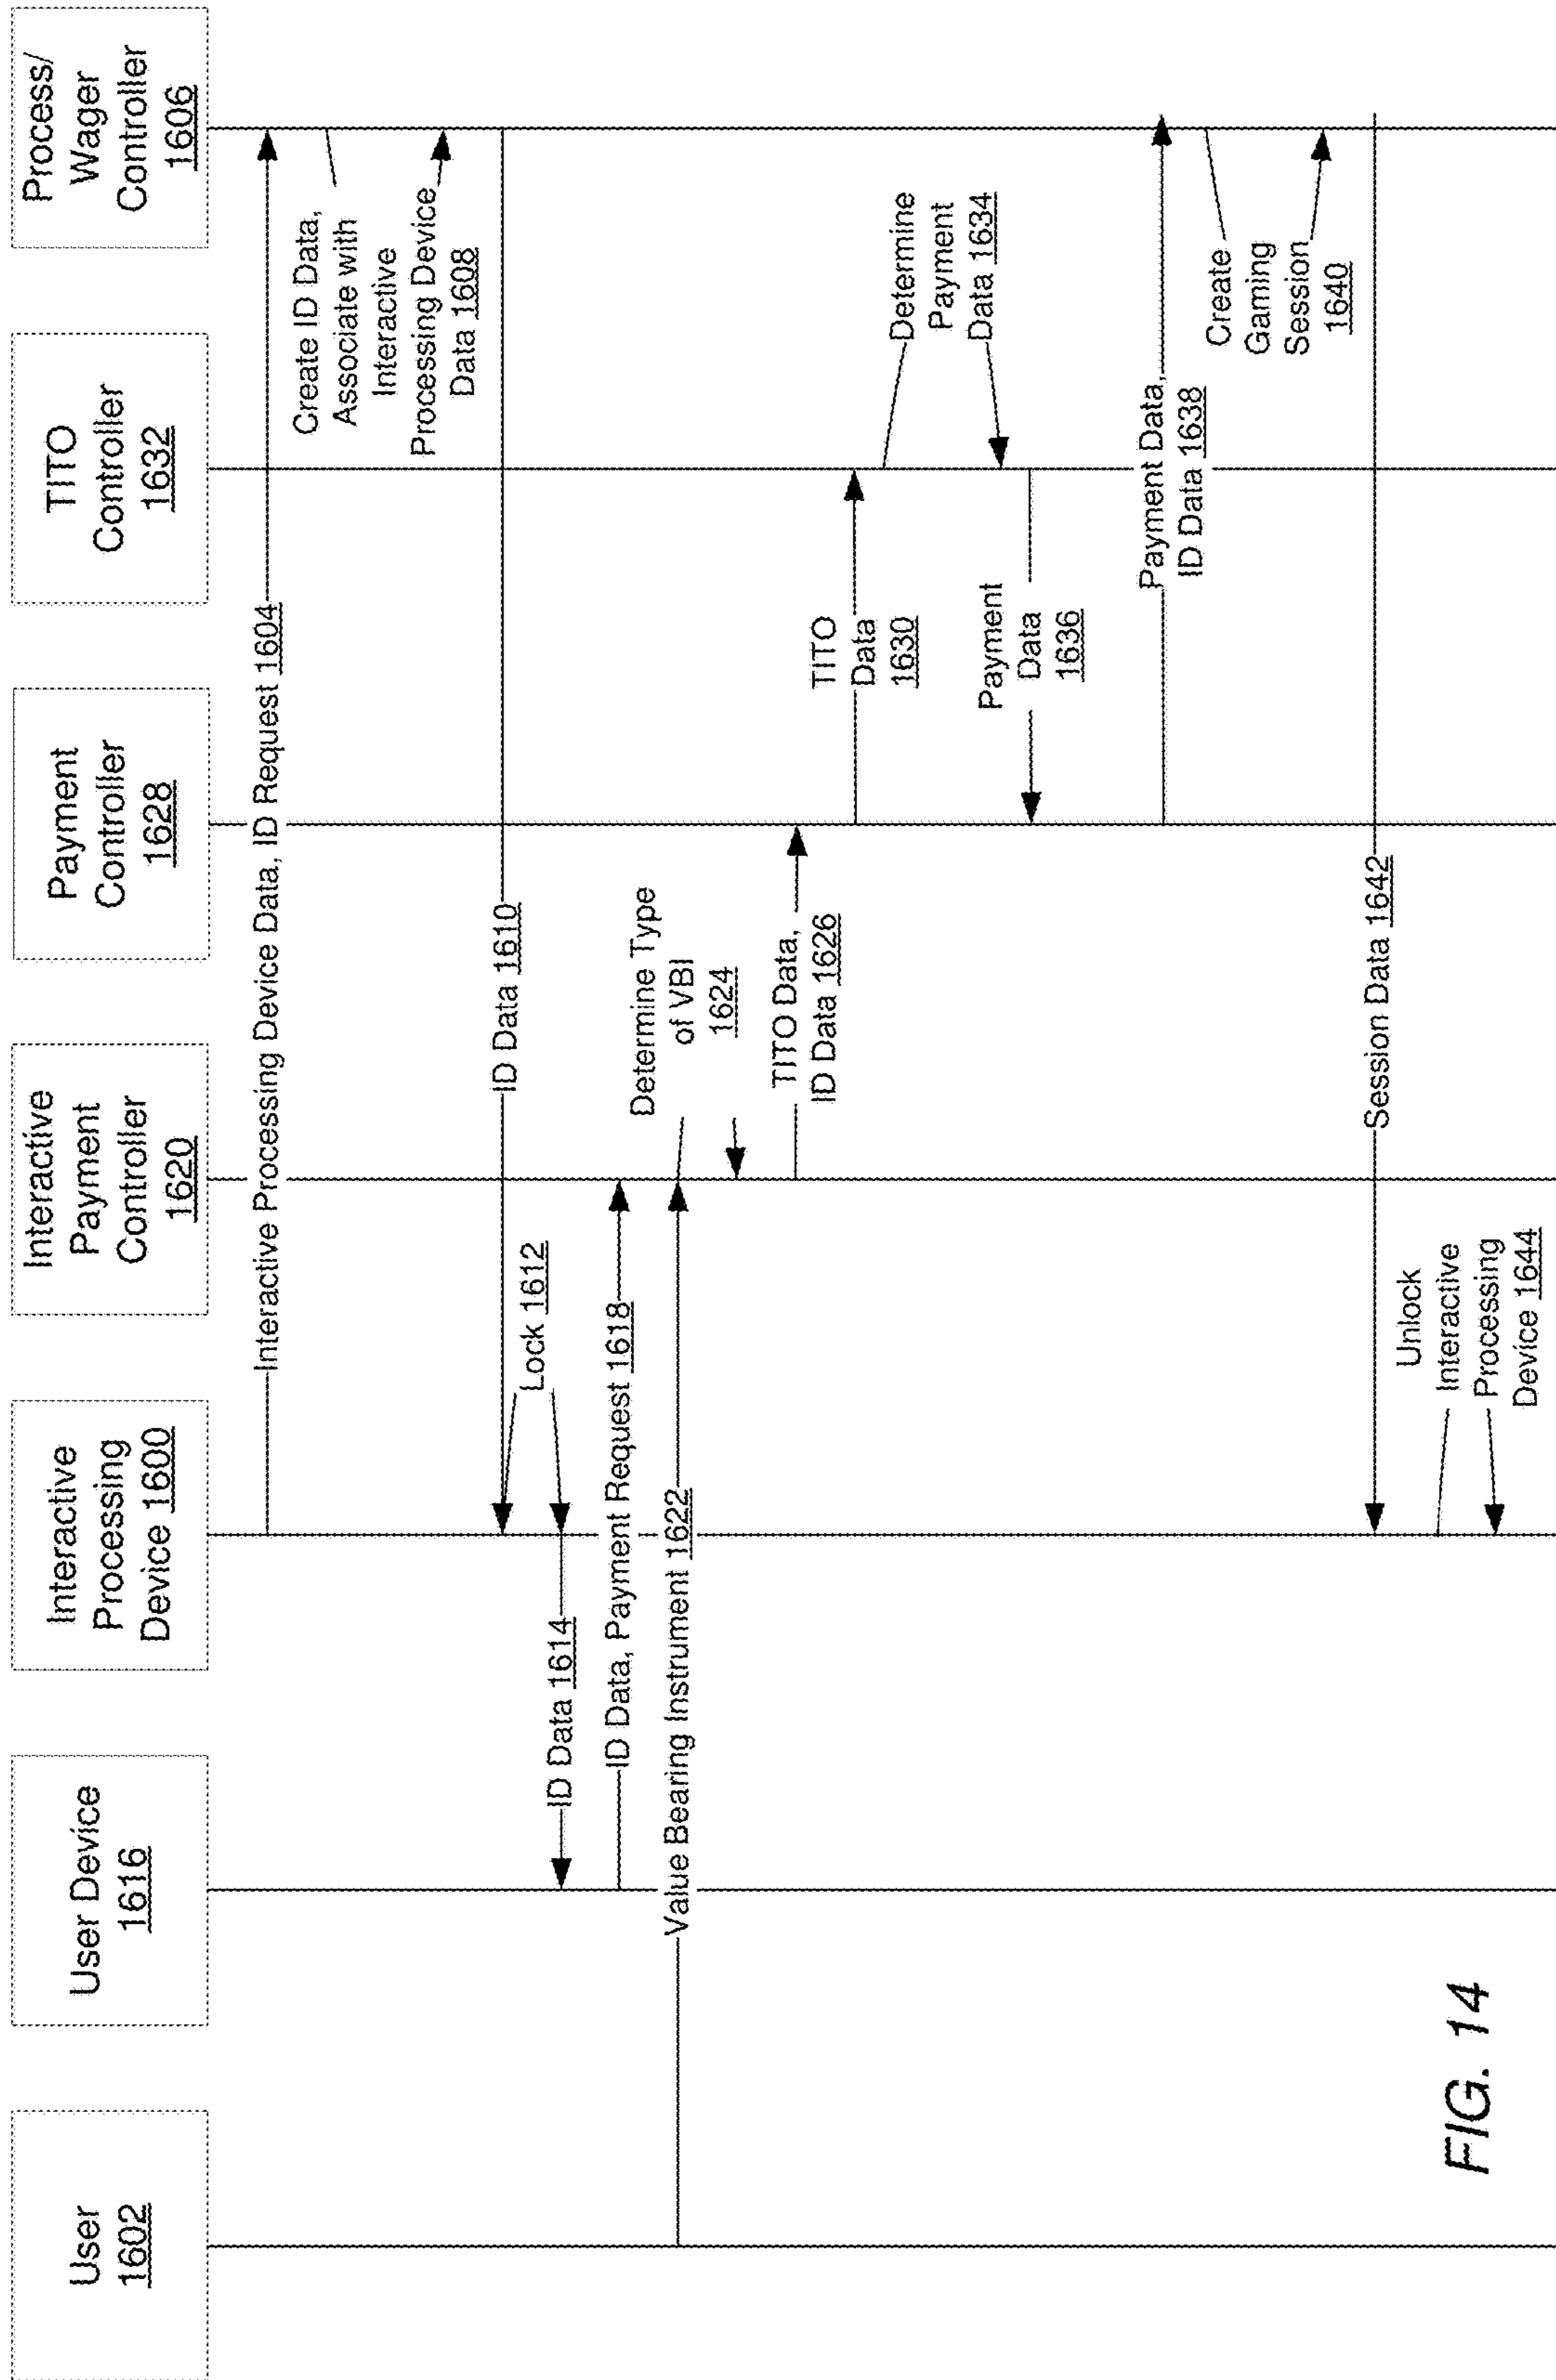 User
1602
User Device
1616
Interactive
Processing
Device 1600
Interactive
Payment
Controller
1620
Payment
Controller
1628
TITO
Controller
1632
Process/
Wager
Controller
1606
Interactive Processing Device Data, ID Request 1604
Create ID Data,
Associate with
Interactive
Processing Device
Data 1608
ID Data 1610
Lock 1612
ID Data 1614
ID Data, Payment Request 1618
Value Bearing Instrument 1622
Determine Type
of VBI
1624
TITO Data,
ID Data 1626
TITO
Data
1630
Determine
Payment
Data 1634
Payment
Data
1636
Payment Data,
ID Data 1638
Create
Gaming
Session
1640
Session Data 1642
Unlock
Interactive
Processing
Device 1644
FIG. 14